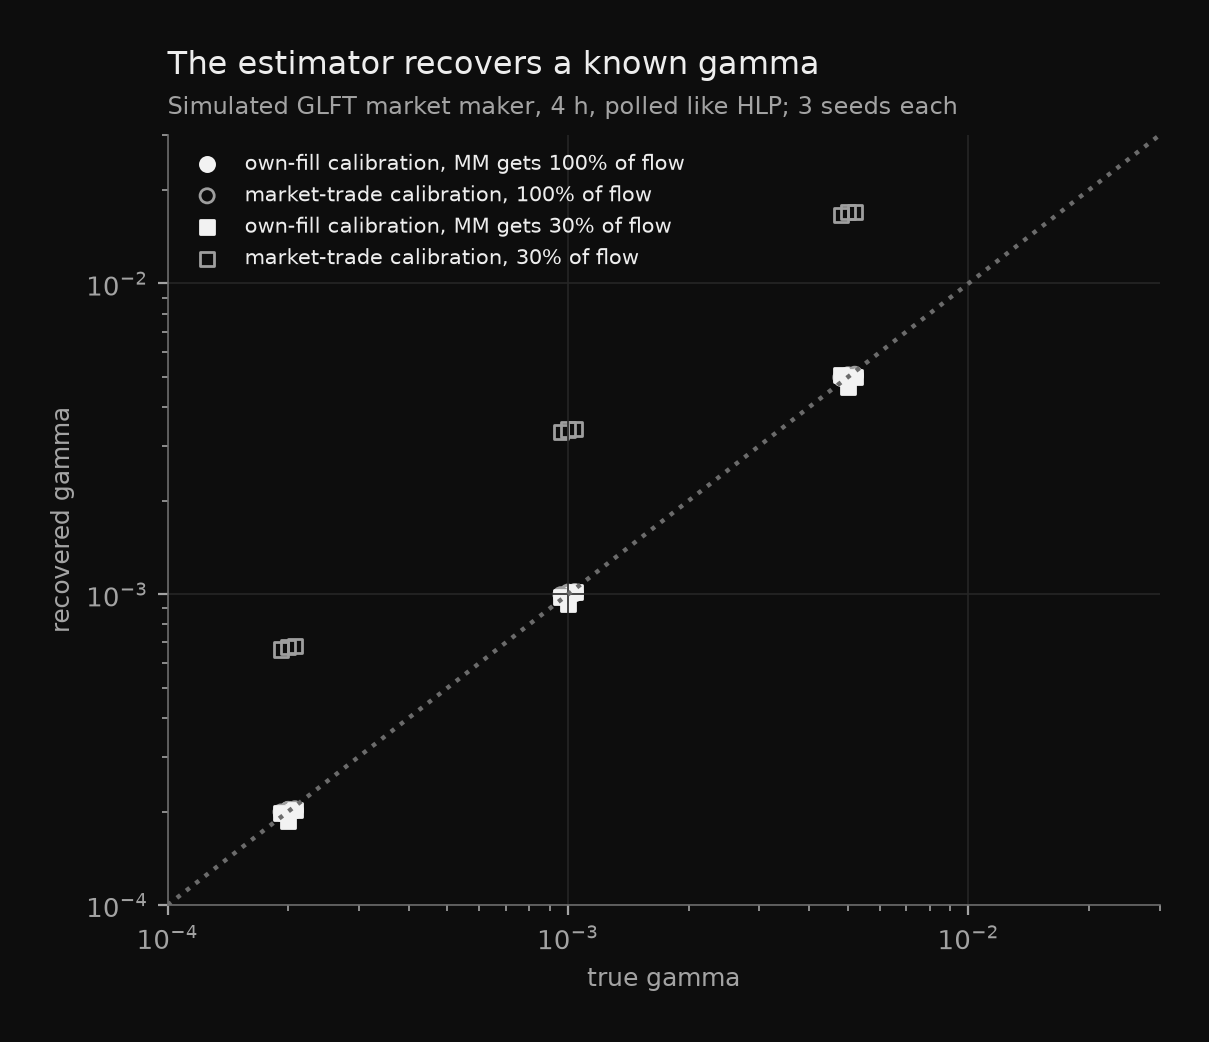 The estimator recovers a known gamma
Simulated GLFT market maker, 4 h, polled like HLP; 3 seeds each
own-fill calibration, MM gets 100% of flow
market-trade calibration, 100% of flow
own-fill calibration, MM gets 30% of flow
market-trade calibration, 30% of flow
10⁻²
10⁻³
10⁻⁴
recovered gamma
10⁻⁴ 10⁻³ 10⁻²
true gamma